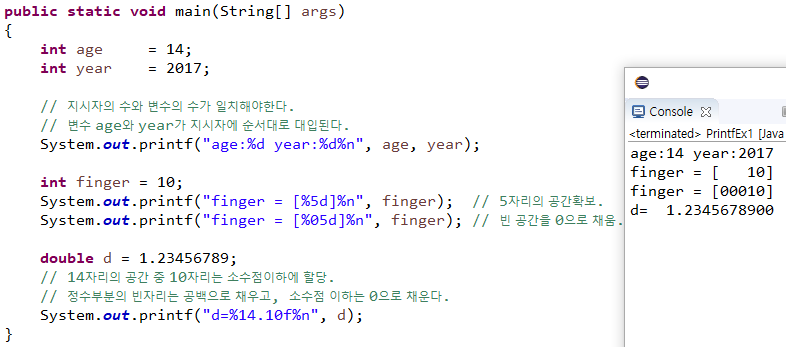 public static void main(String[] args)
{
    int age     = 14;
    int year    = 2017;
    // 지시자의 수와 변수의 수가 일치해야한다.
    // 변수 age와 year가 지시자에 순서대로 대입된다.
    System.out.printf("age:%d year:%d%n", age, year);
    int finger = 10;
    System.out.printf("finger = [%5d]%n", finger);  // 5자리의 공간확보.
    System.out.printf("finger = [%05d]%n", finger); // 빈 공간을 0으로 채움.
    double d = 1.23456789;
    // 14자리의 공간 중 10자리는 소수점이하에 할당.
    // 정수부분의 빈자리는 공백으로 채우고, 소수점 이하는 0으로 채운다.
    System.out.printf("d=%14.10f%n", d);
}
Console
<terminated> PrintfEx1 [Java
age:14 year:2017
finger = [   10]
finger = [00010]
d=  1.2345678900